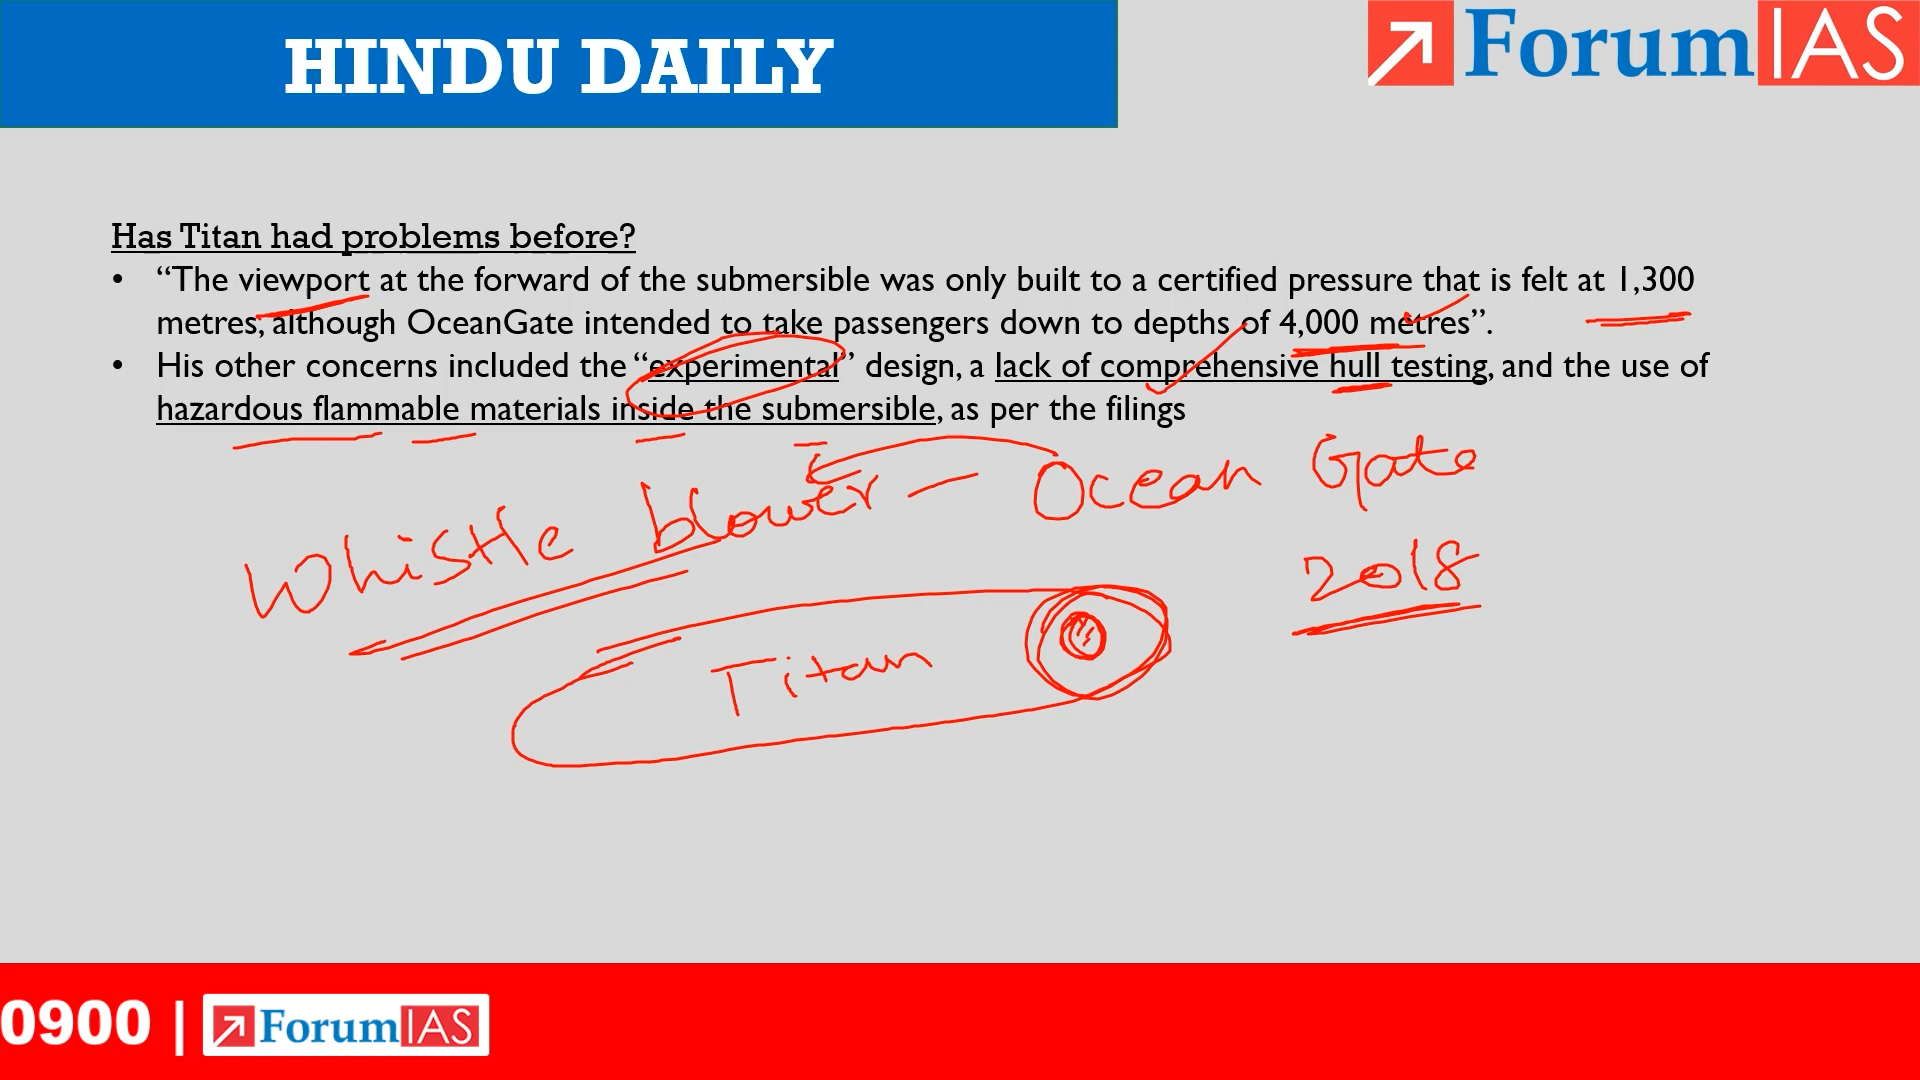 HINDU DAILY
ForumIAS
Has Titan had problems before?
• “The viewport at the forward of the submersible was only built to a certified pressure that is felt at 1,300
metres, although OceanGate intended to take passengers down to depths of 4,000 metres”.
• His other concerns included the “experimental” design, a lack of comprehensive hull testing, and the use of
hazardous flammable materials inside the submersible, as per the filings
Whistle blower – Ocean Gate
2018
Titan
0900 | ForumIAS